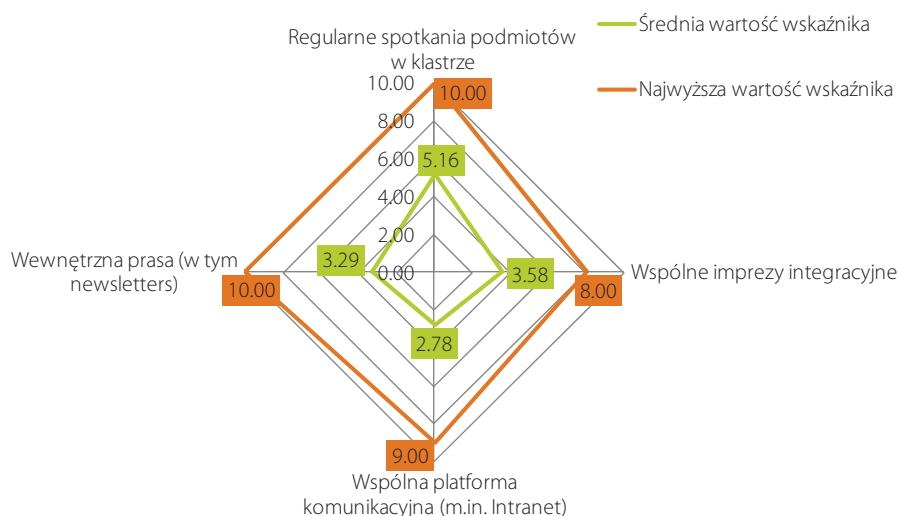 Średnia wartość wskaźnika
Regularne spotkania podmiotów
w klastrze
Najwyższa wartość wskaźnika
10.00
10.00
8.00
6.00
5.16
4.00
2.00
0.00
Wewnętrzna prasa (w tym
newsletters)
3.29
10.00
3.58
Wspólne imprezy integracyjne
8.00
2.78
9.00
Wspólna platforma
komunikacyjna (m.in. Intranet)